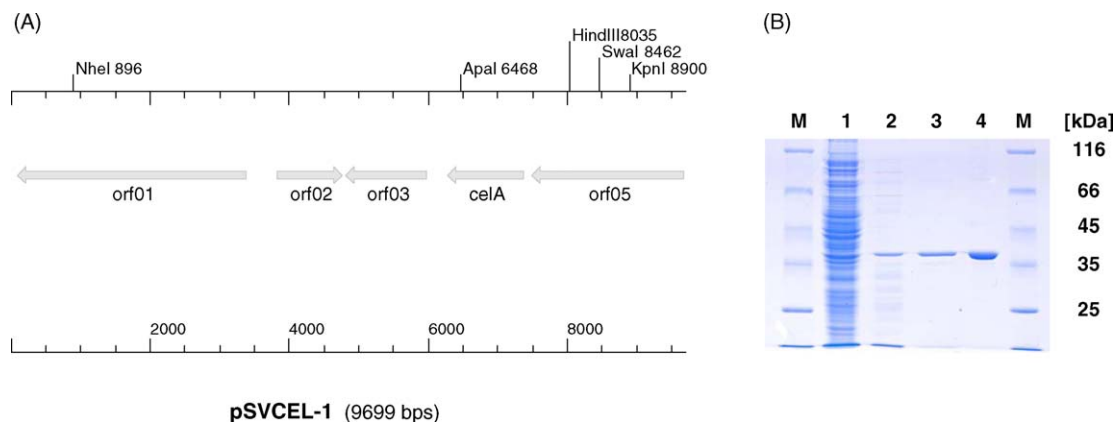 (A)
NheI 896
ApaI 6468
HindIII8035
SwaI 8462
KpnI 8900
orf01
orf02
orf03
celA
orf05
2000
4000
6000
8000
pSVCEL-1 (9699 bps)
(B)
M 1 2 3 4 M [kDa]
116
66
45
35
25